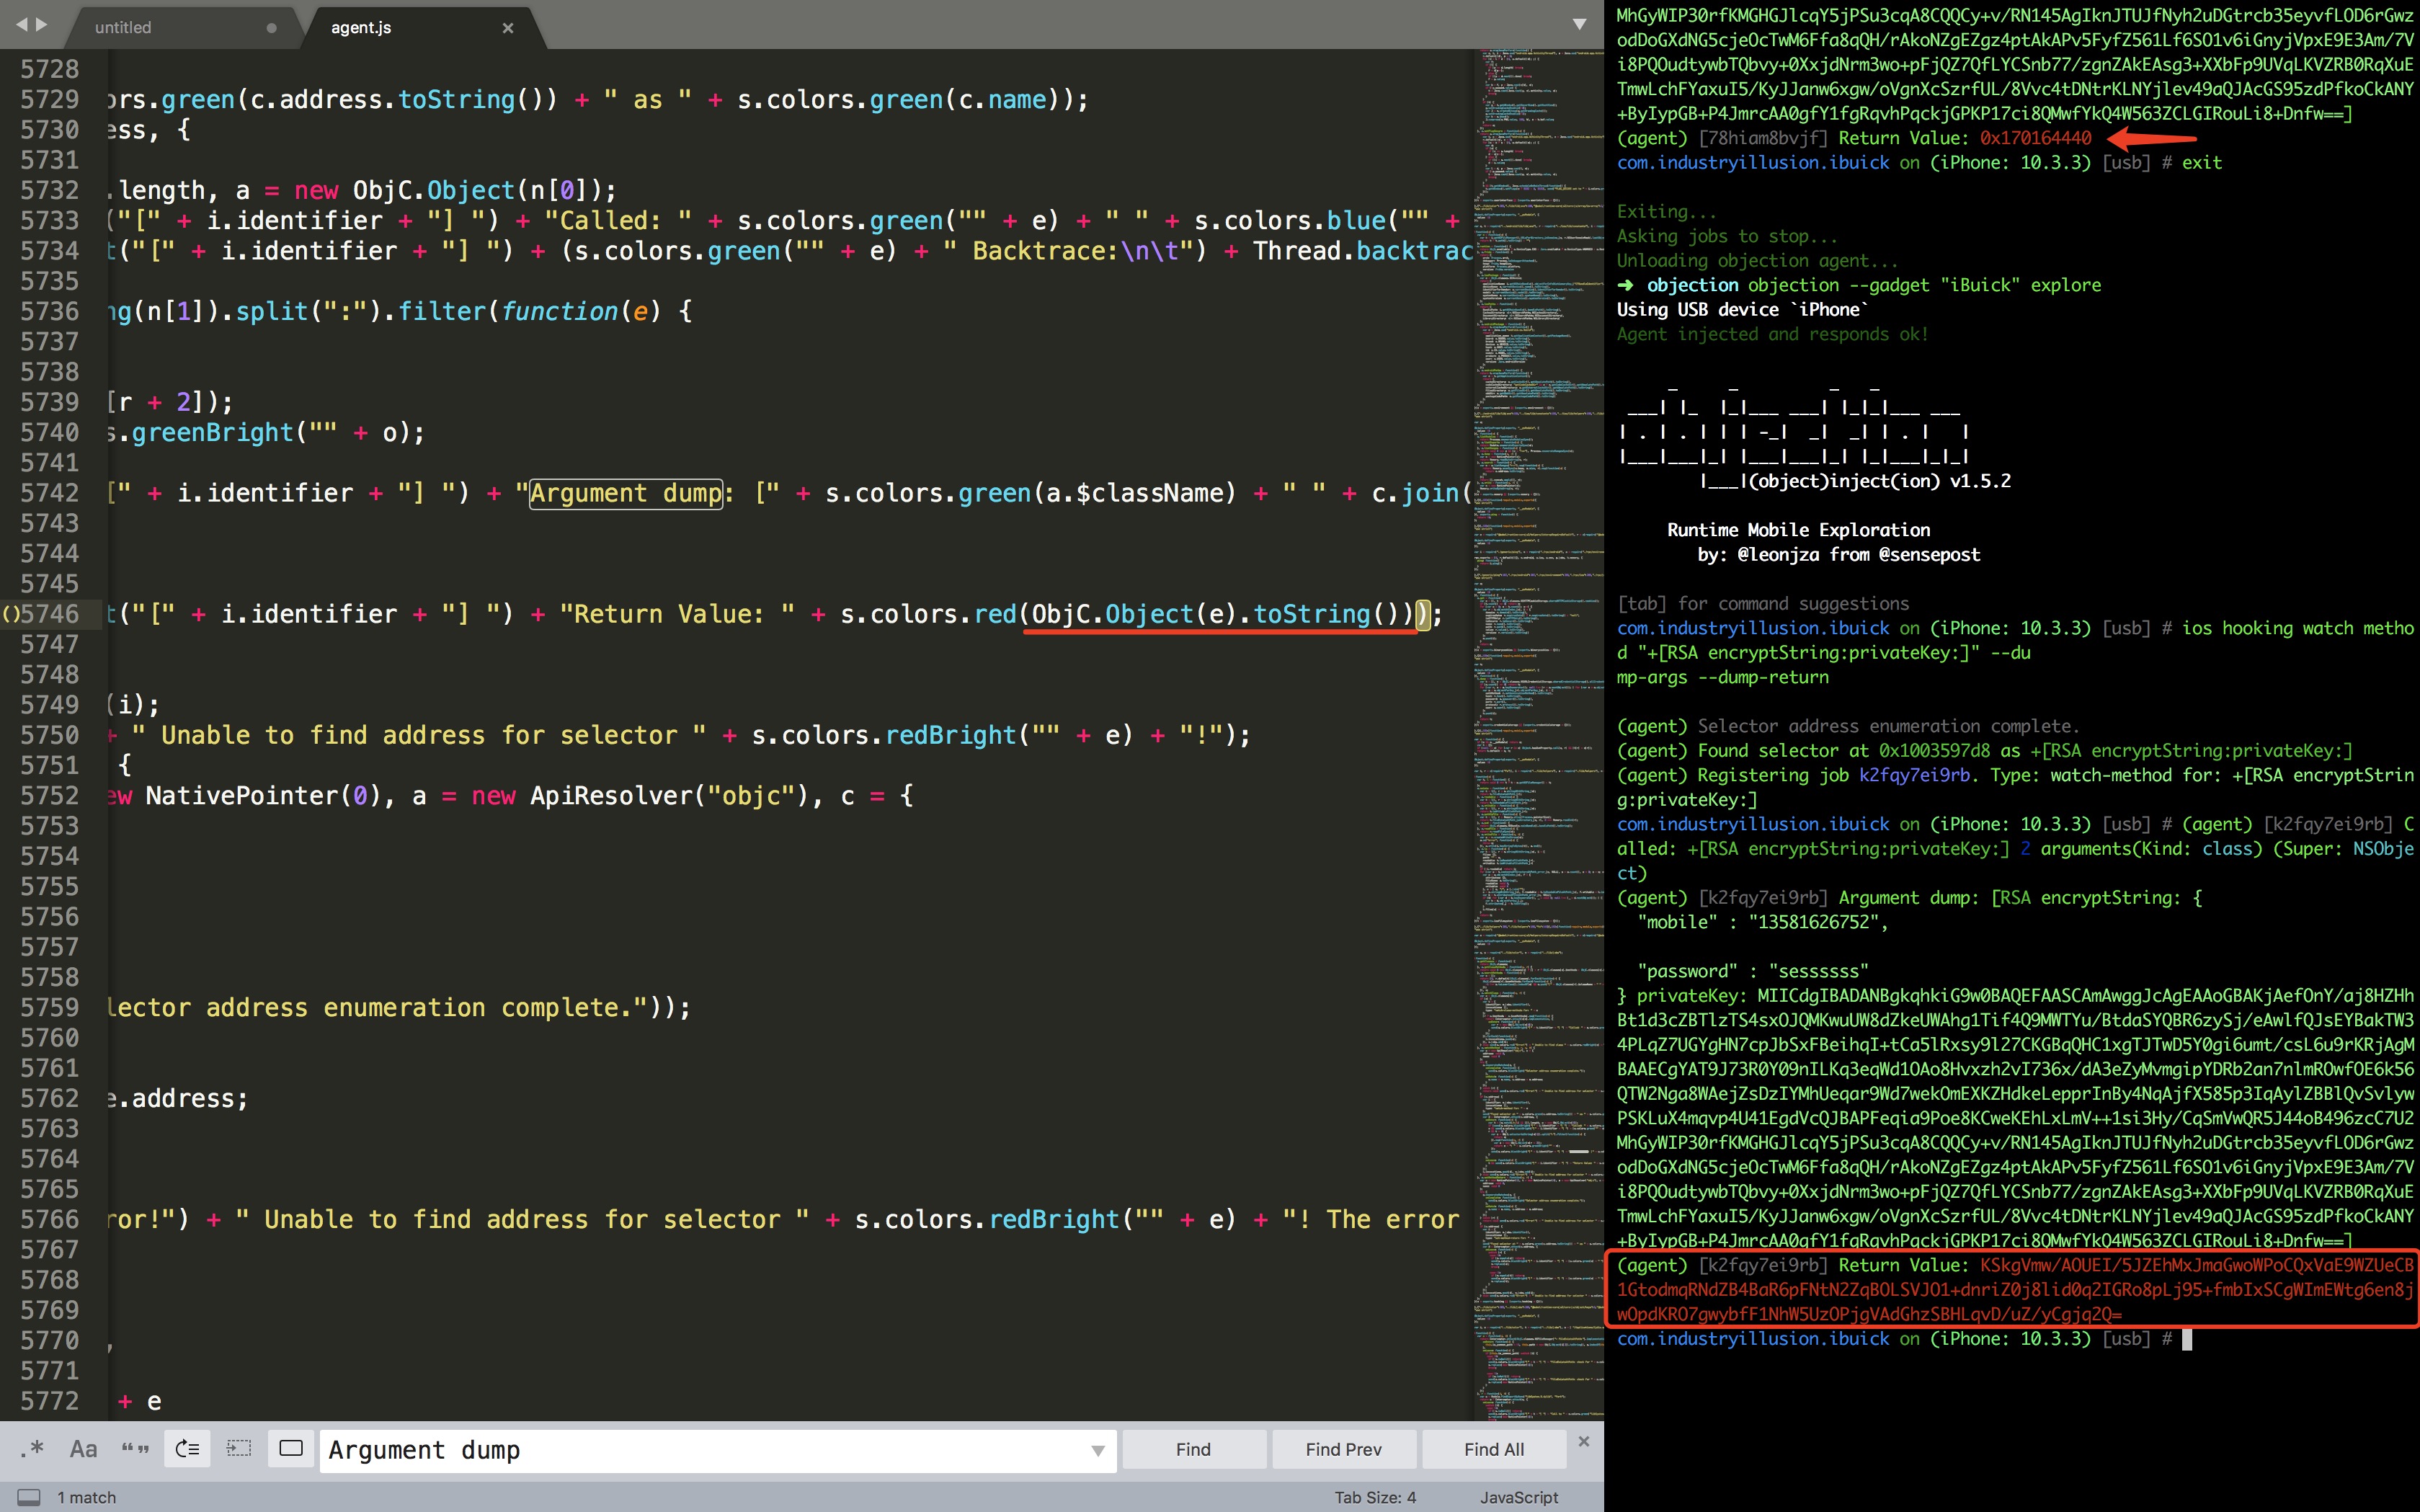 untitled
agent.js
5728
5729 ors.green(c.address.toString()) + " as " + s.colors.green(c.name));
5730 ess, {
5731
5732 .length, a = new ObjC.Object(n[0]);
5733 ("[" + i.identifier + "] ") + "Called: " + s.colors.green("" + e) + " " + s.colors.blue("" +
5734 t("[" + i.identifier + "] ") + (s.colors.green("" + e) + " Backtrace:\n\t") + Thread.backtrac
5735
5736 ng(n[1]).split(":").filter(function(e) {
5737
5738
5739 [r + 2]);
5740 s.greenBright("" + o);
5741
5742 [" + i.identifier + "] ") + "Argument dump: [" + s.colors.green(a.$className) + " " + c.join(
5743
5744
5745
5746 t("[" + i.identifier + "] ") + "Return Value: " + s.colors.red(ObjC.Object(e).toString()));
5747
5748
5749 (i);
5750 + " Unable to find address for selector " + s.colors.redBright("" + e) + "!");
5751 {
5752 ew NativePointer(0), a = new ApiResolver("objc"), c = {
5753
5754
5755
5756
5757
5758
5759 lector address enumeration complete."));
5760
5761
5762 e.address;
5763
5764
5765
5766 ror!") + " Unable to find address for selector " + s.colors.redBright("" + e) + "! The error
5767
5768
5769
5770 ,
5771
5772 + e
.* Aa “” Argument dump Find Find Prev Find All
1 match Tab Size: 4 JavaScript
MhGyWIP30rfKMGHGJlcqY5jPSu3cqA8CQQCy+v/RN145AgIknJTUJfNyh2uDGtrcb35eyvfLOD6rGwz
odDoGXdNG5cjeOcTwM6Ffa8qQH/rAkoNZgEZgz4ptAkAPv5FyfZ561Lf6SO1v6iGnyjVpxE9E3Am/7V
i8PQOudtywbTQbvy+0XxjdNrm3wo+pFjQZ7QfLYCSnb77/zgnZAkEAsg3+XXbFp9UVqLKVZRB0RqXuE
TmwLchFYaxuI5/KyJJanw6xgw/oVgnXcSzrfUL/8Vvc4tDNtrKLNYjlev49aQJAcGS95zdPfkoCkANY
+ByIypGB+P4JmrcAA0gfY1fgRqvhPqckjGPKP17ci8QMwfYkQ4W563ZCLGIRouLi8+Dnfw==]
(agent) [78hiam8bvjf] Return Value: 0x170164440
com.industryillusion.ibuick on (iPhone: 10.3.3) [usb] # exit
Exiting...
Asking jobs to stop...
Unloading objection agent...
➜ objection objection --gadget "iBuick" explore
Using USB device `iPhone`
Agent injected and responds ok!
|___|(object)inject(ion) v1.5.2
Runtime Mobile Exploration
by: @leonjza from @sensepost
[tab] for command suggestions
com.industryillusion.ibuick on (iPhone: 10.3.3) [usb] # ios hooking watch metho
d "+[RSA encryptString:privateKey:]" --du
mp-args --dump-return
(agent) Selector address enumeration complete.
(agent) Found selector at 0x1003597d8 as +[RSA encryptString:privateKey:]
(agent) Registering job k2fqy7ei9rb. Type: watch-method for: +[RSA encryptStrin
g:privateKey:]
com.industryillusion.ibuick on (iPhone: 10.3.3) [usb] # (agent) [k2fqy7ei9rb] C
alled: +[RSA encryptString:privateKey:] 2 arguments(Kind: class) (Super: NSObje
ct)
(agent) [k2fqy7ei9rb] Argument dump: [RSA encryptString: {
"mobile" : "13581626752",
"password" : "sessssss"
} privateKey: MIICdgIBADANBgkqhkiG9w0BAQEFAASCAmAwggJcAgEAAoGBAKjAefOnY/aj8HZHh
Bt1d3cZBTlzTS4sxOJQMKwuUW8dZkeUWAhg1Tif4Q9MWTYu/BtdaSYQBR6zySj/eAwlfQJsEYBakTW3
4PLqZ7UGYgHN7cpJbSxFBeihqI+tCa5lRxsy9l27CKGBqQHC1xgTJTwD5Y0gi6umt/csL6u9rKRjAgM
BAAECgYAT9J73R0Y09nILKq3eqWd1OAo8Hvxzh2vI736x/dA3eZyMvmgipYDRb2an7nlmROwfOE6k56
QTW2Nga8WAejZsDzIYMhUeqar9Wd7wekOmEXKZHdkeLepprInBy4NqAjfX585p3IqAylZBBlQvSvlyw
PSKLuX4mqvp4U41EgdVcQJBAPFeqia9Poe8KCweKEhLxLmV++1si3Hy/CqSmVwQR5J44oB496zcC7U2
MhGyWIP30rfKMGHGJlcqY5jPSu3cqA8CQQCy+v/RN145AgIknJTUJfNyh2uDGtrcb35eyvfLOD6rGwz
odDoGXdNG5cjeOcTwM6Ffa8qQH/rAkoNZgEZgz4ptAkAPv5FyfZ561Lf6SO1v6iGnyjVpxE9E3Am/7V
i8PQOudtywbTQbvy+0XxjdNrm3wo+pFjQZ7QfLYCSnb77/zgnZAkEAsg3+XXbFp9UVqLKVZRB0RqXuE
TmwLchFYaxuI5/KyJJanw6xgw/oVgnXcSzrfUL/8Vvc4tDNtrKLNYjlev49aQJAcGS95zdPfkoCkANY
+ByIypGB+P4JmrcAA0gfY1fgRqvhPqckjGPKP17ci8QMwfYkQ4W563ZCLGIRouLi8+Dnfw==]
(agent) [k2fqy7ei9rb] Return Value: KSkgVmw/AOUEI/5JZEhMxJmaGwoWPoCQxVaE9WZUeCB
1GtodmqRNdZB4BaR6pFNtN2ZqBOLSVJO1+dnriZ0j8lid0q2IGRo8pLj95+fmbIxSCgWImEWtg6en8j
wOpdKRO7gwybfF1NhW5UzOPjgVAdGhzSBHLqvD/uZ/yCgjq2Q=
com.industryillusion.ibuick on (iPhone: 10.3.3) [usb] #